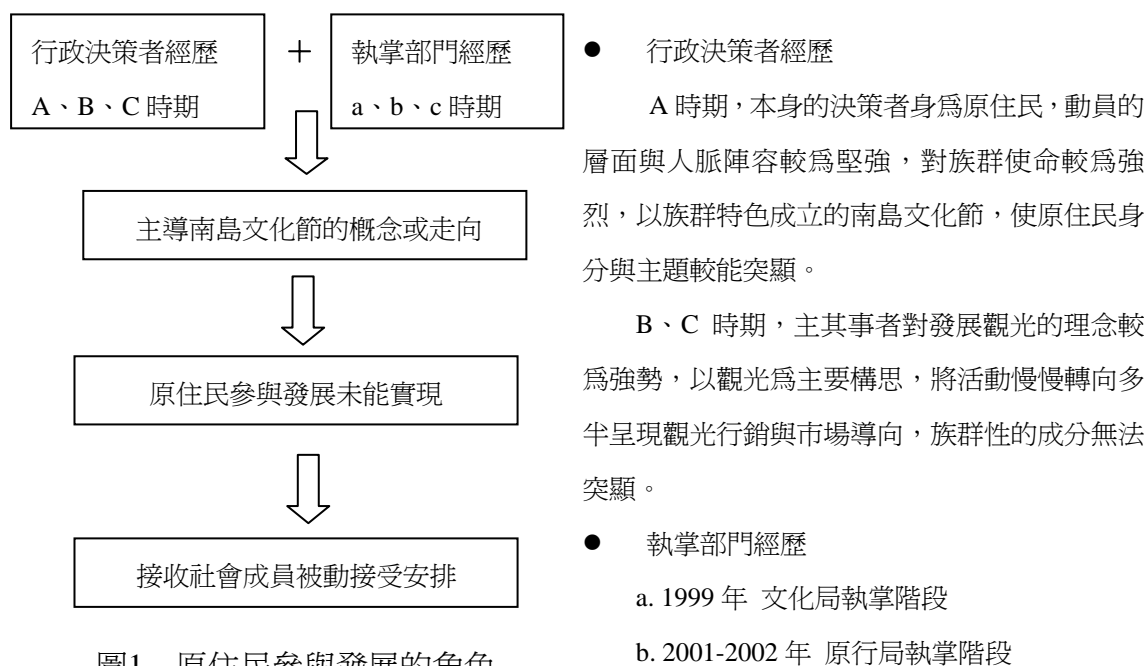 行政決策者經歷
A、B、C 時期
+
執掌部門經歷
a、b、c 時期
主導南島文化節的概念或走向
原住民參與發展未能實現
接收社會成員被動接受安排
圖1 原住民參與發展的角色
● 行政決策者經歷
A 時期，本身的決策者身為原住民，動員的
層面與人脈陣容較為堅強，對族群使命較為強
烈，以族群特色成立的南島文化節，使原住民身
分與主題較能突顯。
B、C 時期，主其事者對發展觀光的理念較
為強勢，以觀光為主要構思，將活動慢慢轉向多
半呈現觀光行銷與市場導向，族群性的成分無法
突顯。
● 執掌部門經歷
a. 1999 年 文化局執掌階段
b. 2001-2002 年 原行局執掌階段